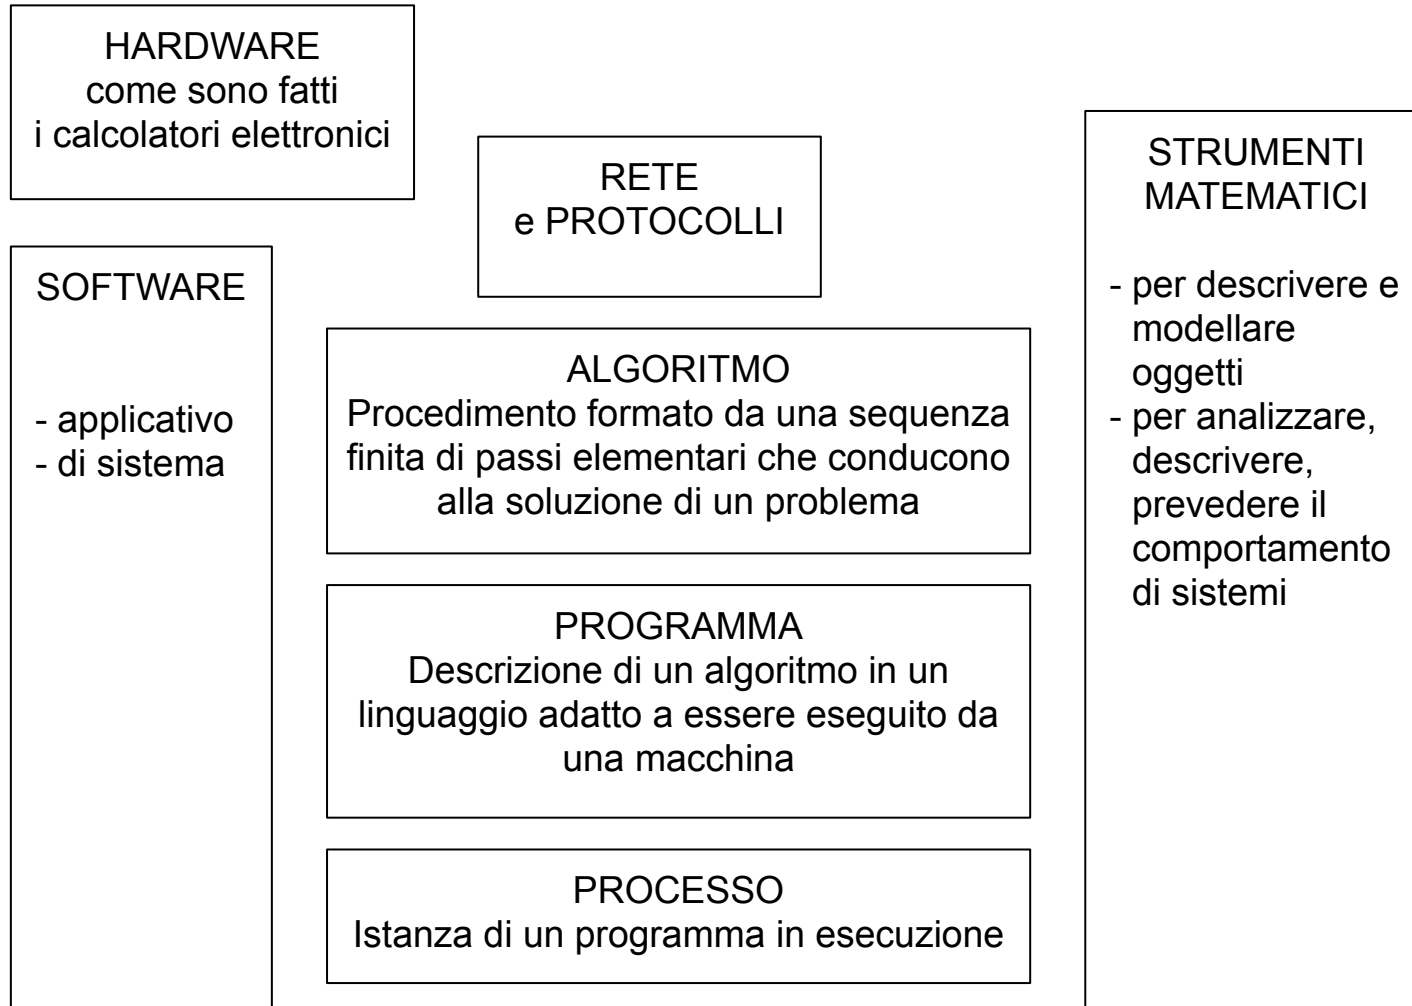 HARDWARE
come sono fatti
i calcolatori elettronici
RETE
e PROTOCOLLI
STRUMENTI
MATEMATICI
- per descrivere e
modellare
oggetti
- per analizzare,
descrivere,
prevedere il
comportamento
di sistemi
SOFTWARE
- applicativo
- di sistema
ALGORITMO
Procedimento formato da una sequenza
finita di passi elementari che conducono
alla soluzione di un problema
PROGRAMMA
Descrizione di un algoritmo in un
linguaggio adatto a essere eseguito da
una macchina
PROCESSO
Istanza di un programma in esecuzione